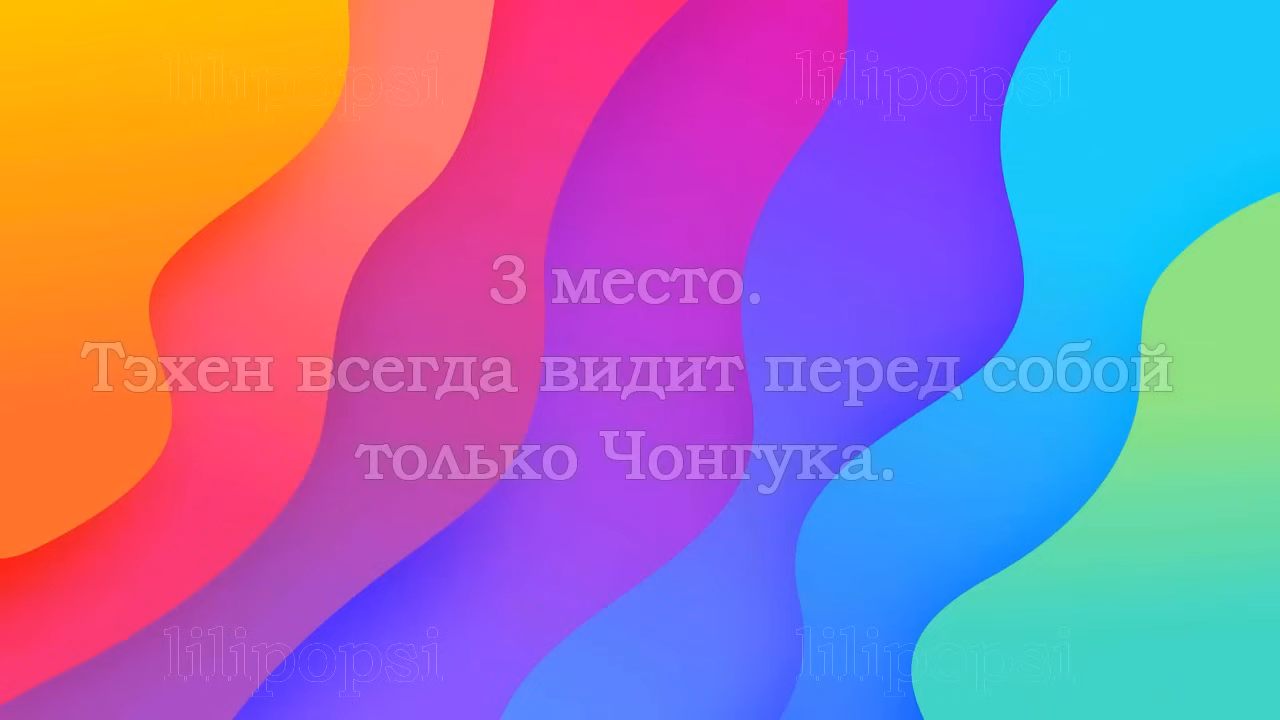 lilipopsi lilipopsi
3 место.
Тэхен всегда видит перед собой
только Чонгука.
lilipopsi lilipopsi